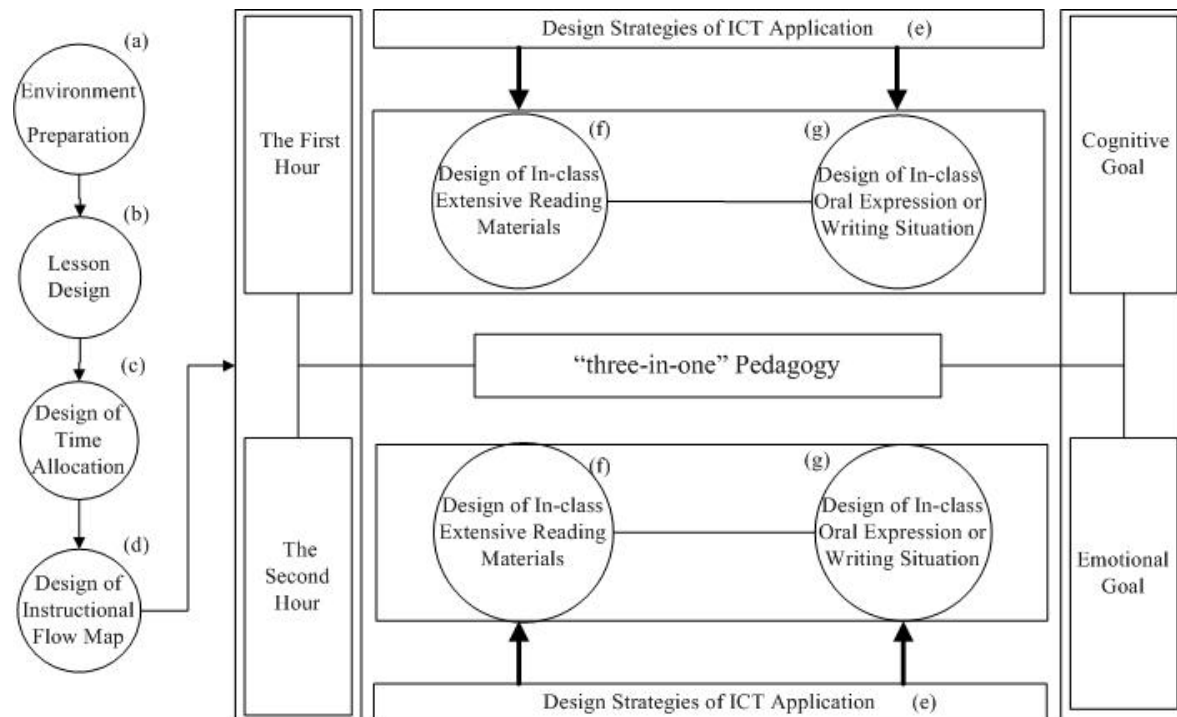 (a)
Environment
Preparation
(b)
Lesson
Design
(c)
Design of
Time
Allocation
(d)
Design of
Instructional
Flow Map
The First
Hour
The
Second
Hour
Design Strategies of ICT Application (e)
(f)
Design of In-class
Extensive Reading
Materials
(g)
Design of In-class
Oral Expression or
Writing Situation
“three-in-one” Pedagogy
(f)
Design of In-class
Extensive Reading
Materials
(g)
Design of In-class
Oral Expression or
Writing Situation
Design Strategies of ICT Application (e)
Cognitive
Goal
Emotional
Goal